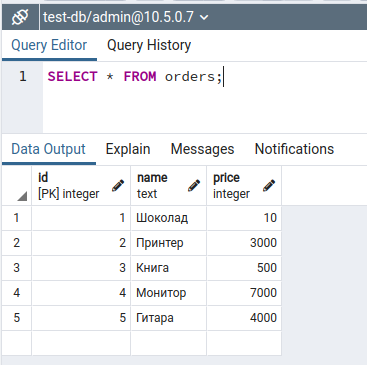 test-db/admin@10.5.0.7
Query Editor Query History
1 SELECT * FROM orders;
Data Output Explain Messages Notifications
id name price
[PK] integer text integer
1 1 Шоколад 10
2 2 Принтер 3000
3 3 Книга 500
4 4 Монитор 7000
5 5 Гитара 4000